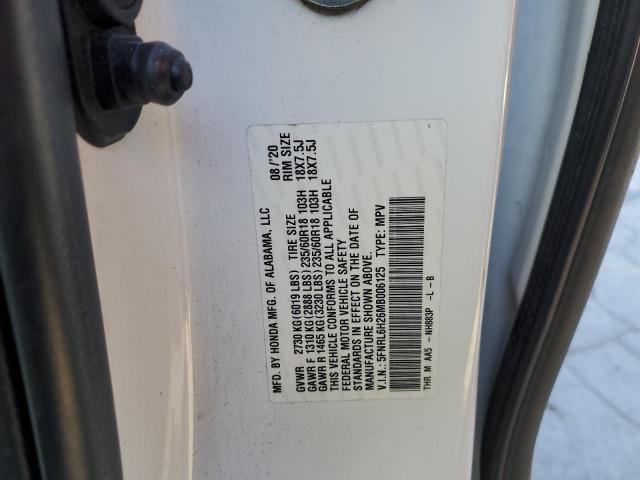 MFD. BY HONDA MFG. OF ALABAMA, LLC 08/'20
GVWR 2730 KG(6019 LBS) TIRE SIZE RIM SIZE
GAWR F 1310 KG(2888 LBS)235/60R18 103H 18X7.5J
GAWR R 1465 KG(3230 LBS)235/60R18 103H 18X7.5J
THIS VEHICLE CONFORMS TO ALL APPLICABLE
FEDERAL MOTOR VEHICLE SAFETY
STANDARDS IN EFFECT ON THE DATE OF
MANUFACTURE SHOWN ABOVE.
V.I.N.: 5FNRL6H26MB006125 TYPE: MPV
THR M AA5 - NH883P -L-B